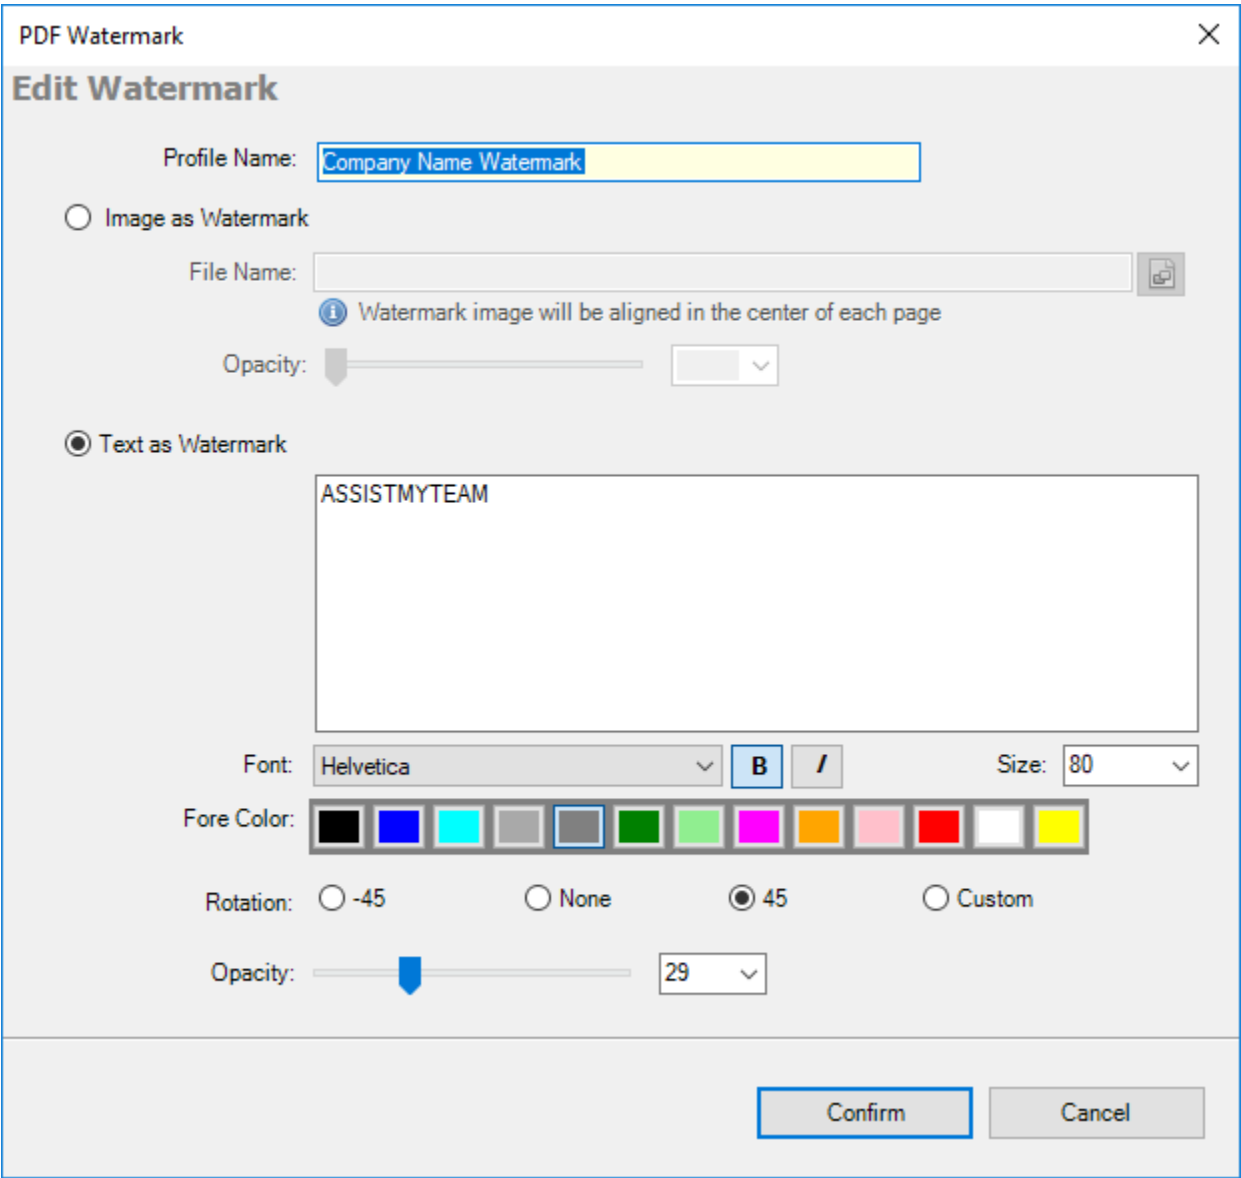 PDF Watermark
Edit Watermark
Profile Name: Company Name Watermark
Image as Watermark
File Name:
Watermark image will be aligned in the center of each page
Opacity:
Text as Watermark
ASSISTMYTEAM
Font: Helvetica B I Size: 80
Fore Color:
Rotation: -45 None 45 Custom
Opacity: 29
Confirm Cancel